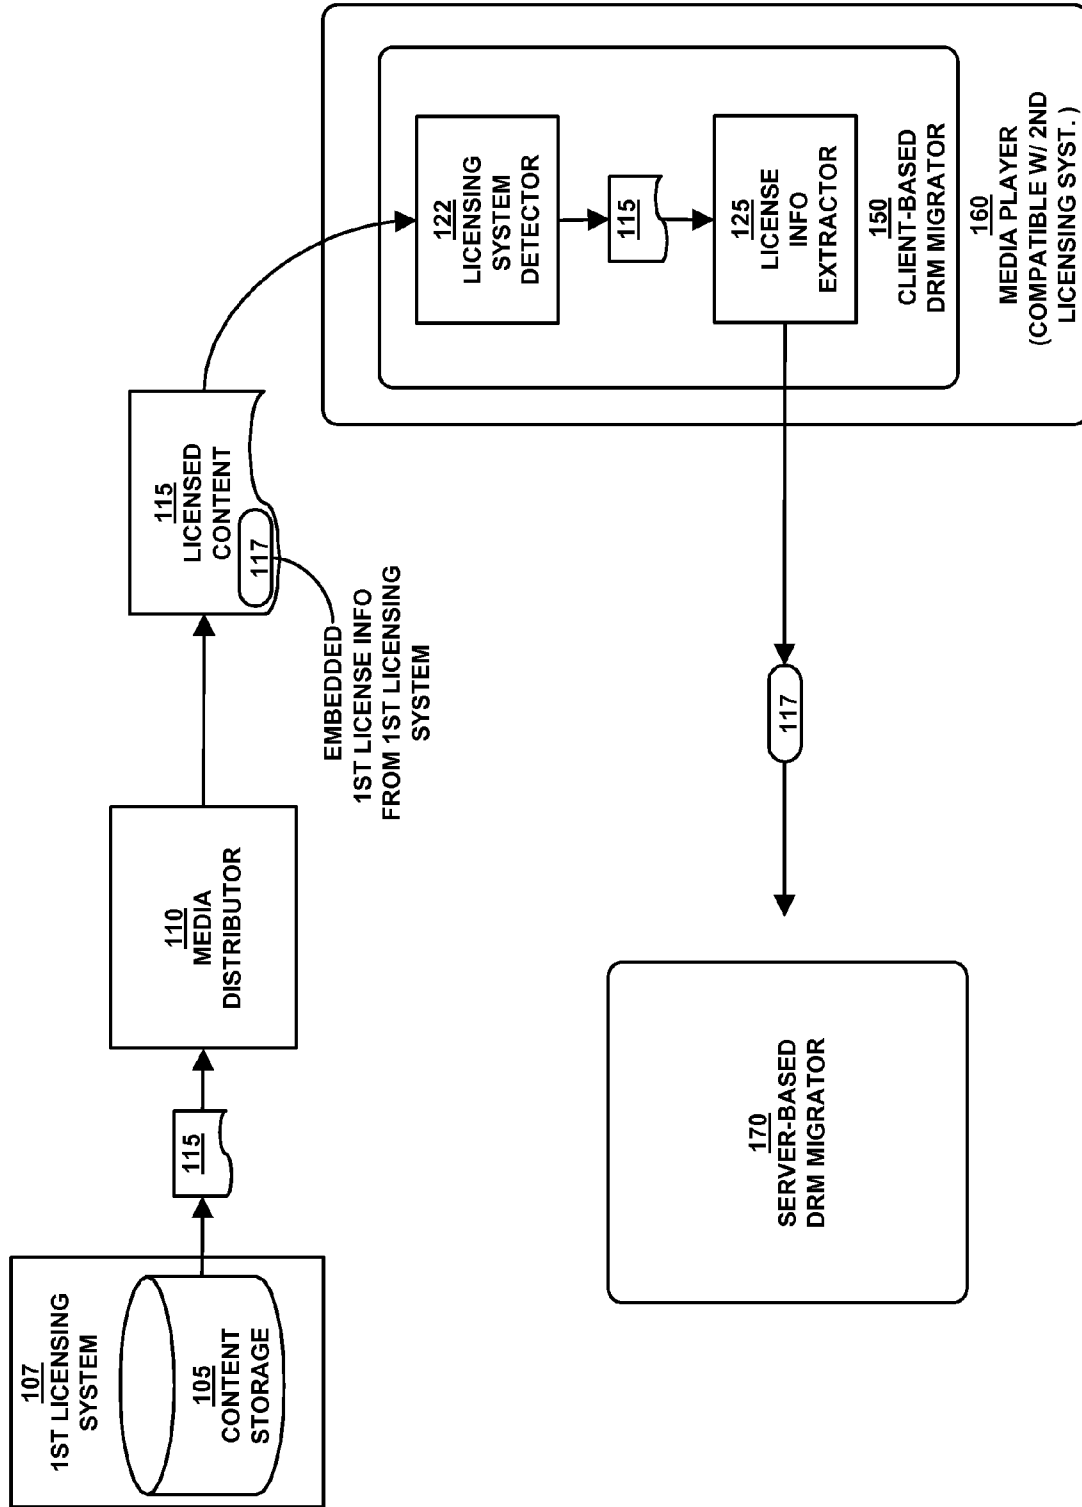 107
1ST LICENSING
SYSTEM
105
CONTENT
STORAGE
115
110
MEDIA
DISTRIBUTOR
115
LICENSED
CONTENT
117
EMBEDDED
1ST LICENSE INFO
FROM 1ST LICENSING
SYSTEM
122
LICENSING
SYSTEM
DETECTOR
115
125
LICENSE
INFO
EXTRACTOR
150
CLIENT-BASED
DRM MIGRATOR
160
MEDIA PLAYER
(COMPATIBLE W/ 2ND
LICENSING SYST. )
117
170
SERVER-BASED
DRM MIGRATOR